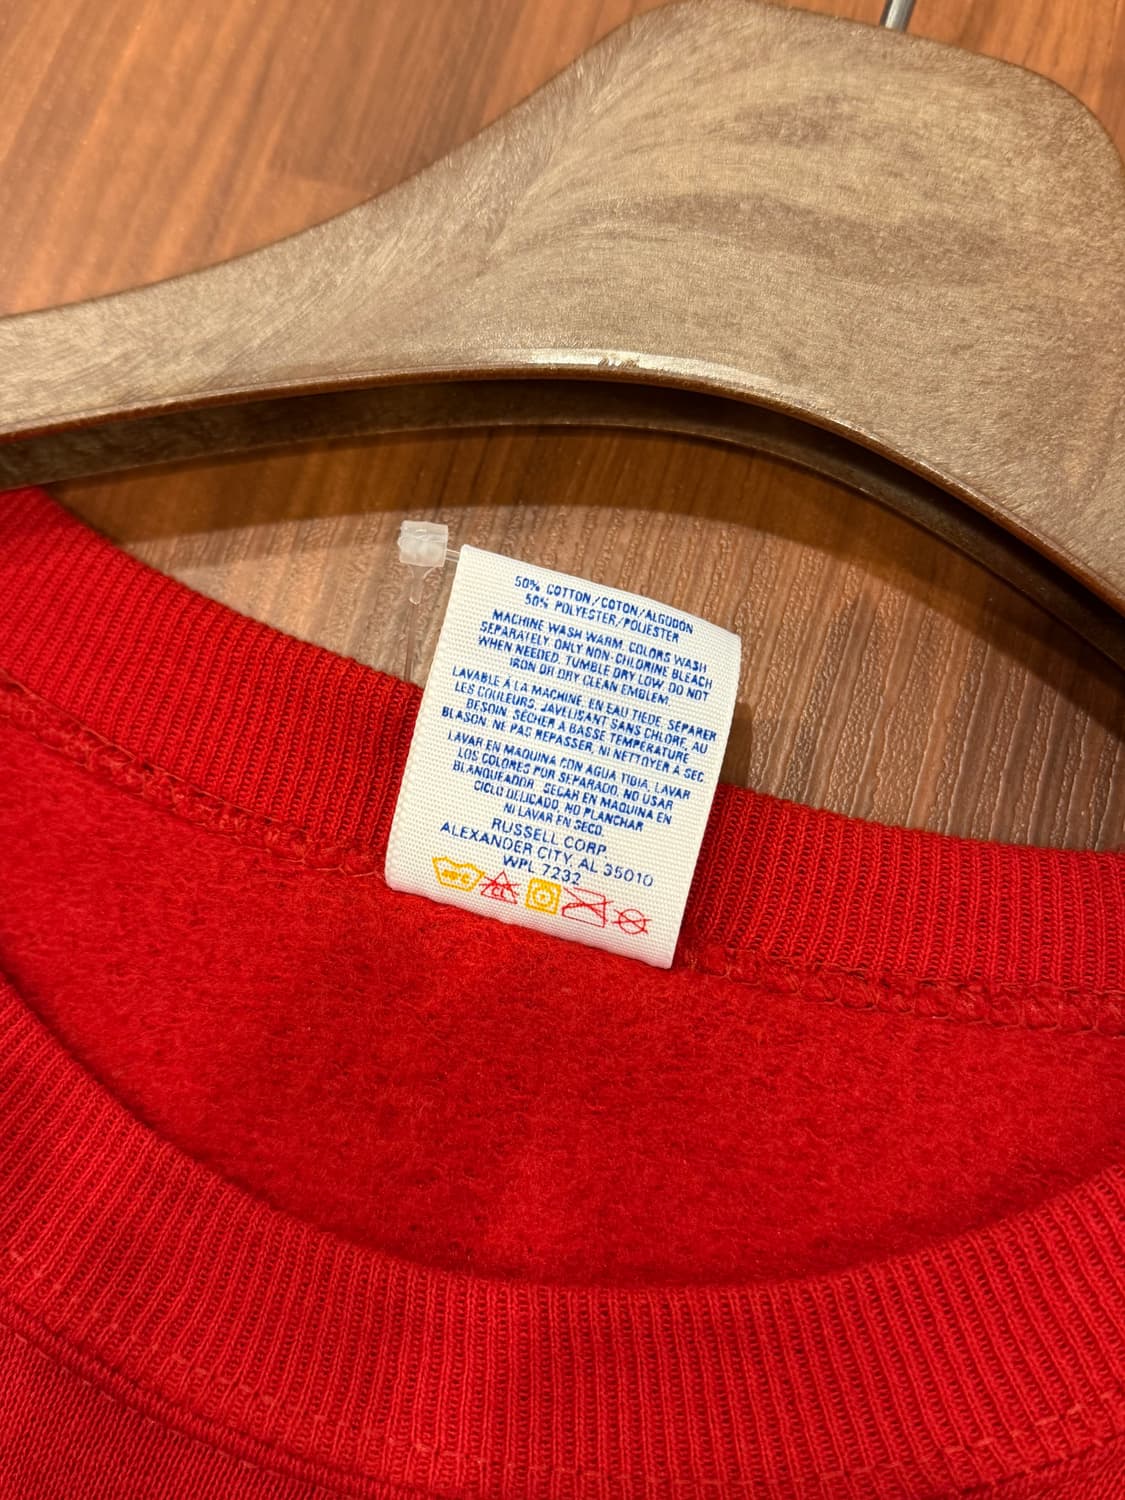 50% COTTON/COTON/ALGODON
50% POLYESTER/POLIESTER
MACHINE WASH WARM, COLORS WASH
SEPARATELY. ONLY NON-CHLORINE BLEACH
WHEN NEEDED. TUMBLE DRY LOW. DO NOT
IRON OR DRY CLEAN EMBLEM.
LAVABLE À LA MACHINE, EN EAU TIEDE, SÉPARER
LES COULEURS. JAVELISANT SANS CHLORE, AU
BESOIN. SÉCHER À BASSE TEMPÉRATURE
BLASON: NE PAS REPASSER, NI NETTOYER À SEC.
LAVAR EN MAQUINA CON AGUA TIBIA, LAVAR
LOS COLORES POR SEPARADO. NO USAR
BLANQUEADOR. SECAR EN MAQUINA EN
CICLO DELICADO. NO PLANCHAR
NI LAVAR EN SECO.
RUSSELL CORP.
ALEXANDER CITY, AL 35010
WPL 7232
CL